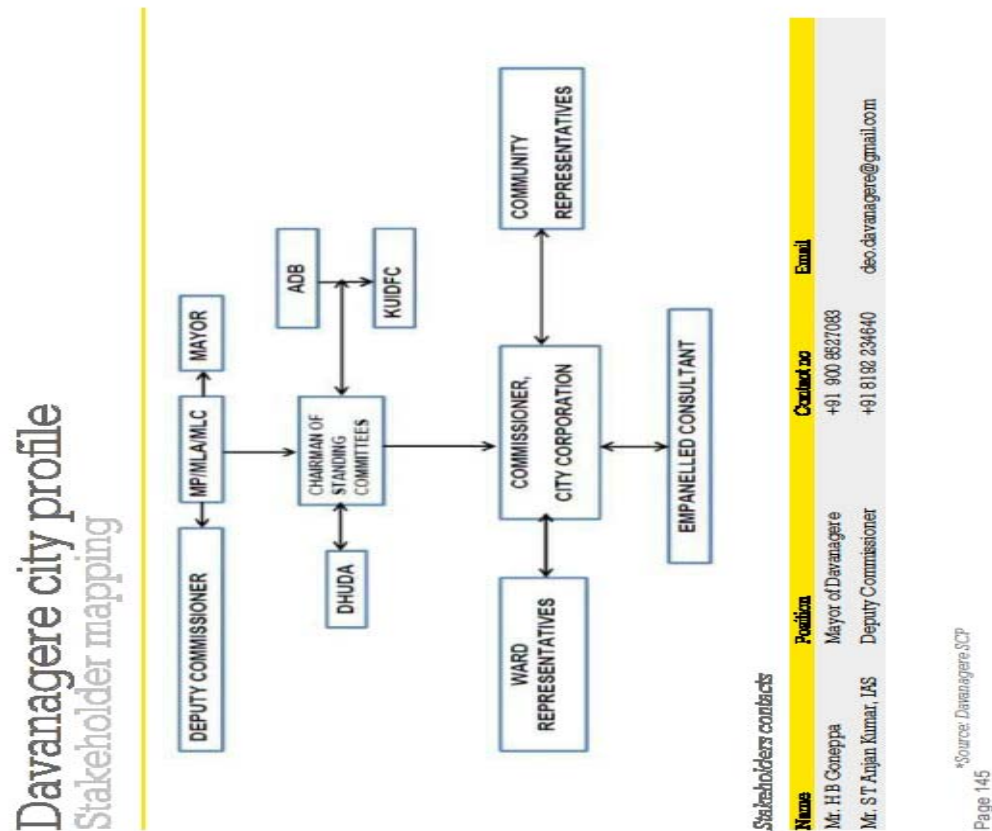 Davanagere city profile
Stakeholder mapping
DEPUTY COMMISSIONER
MP/MLA/MLC
MAYOR
DHUDA
CHAIRMAN OF
STANDING
COMMITTEES
ADB
KUIDFC
WARD
REPRESENTATIVES
COMMISSIONER,
CITY CORPORATION
COMMUNITY
REPRESENTATIVES
EMPANELLED CONSULTANT
Stakeholders contacts
Name Position Contact no Email
Mr. H B Goneppa Mayor of Davanagere +91 900 8527083
Mr. S T Anjan Kumar, IAS Deputy Commissioner +91 8192 234640 deo.davanagere@gmail.com
*Source: Davanagere SCP
Page 145